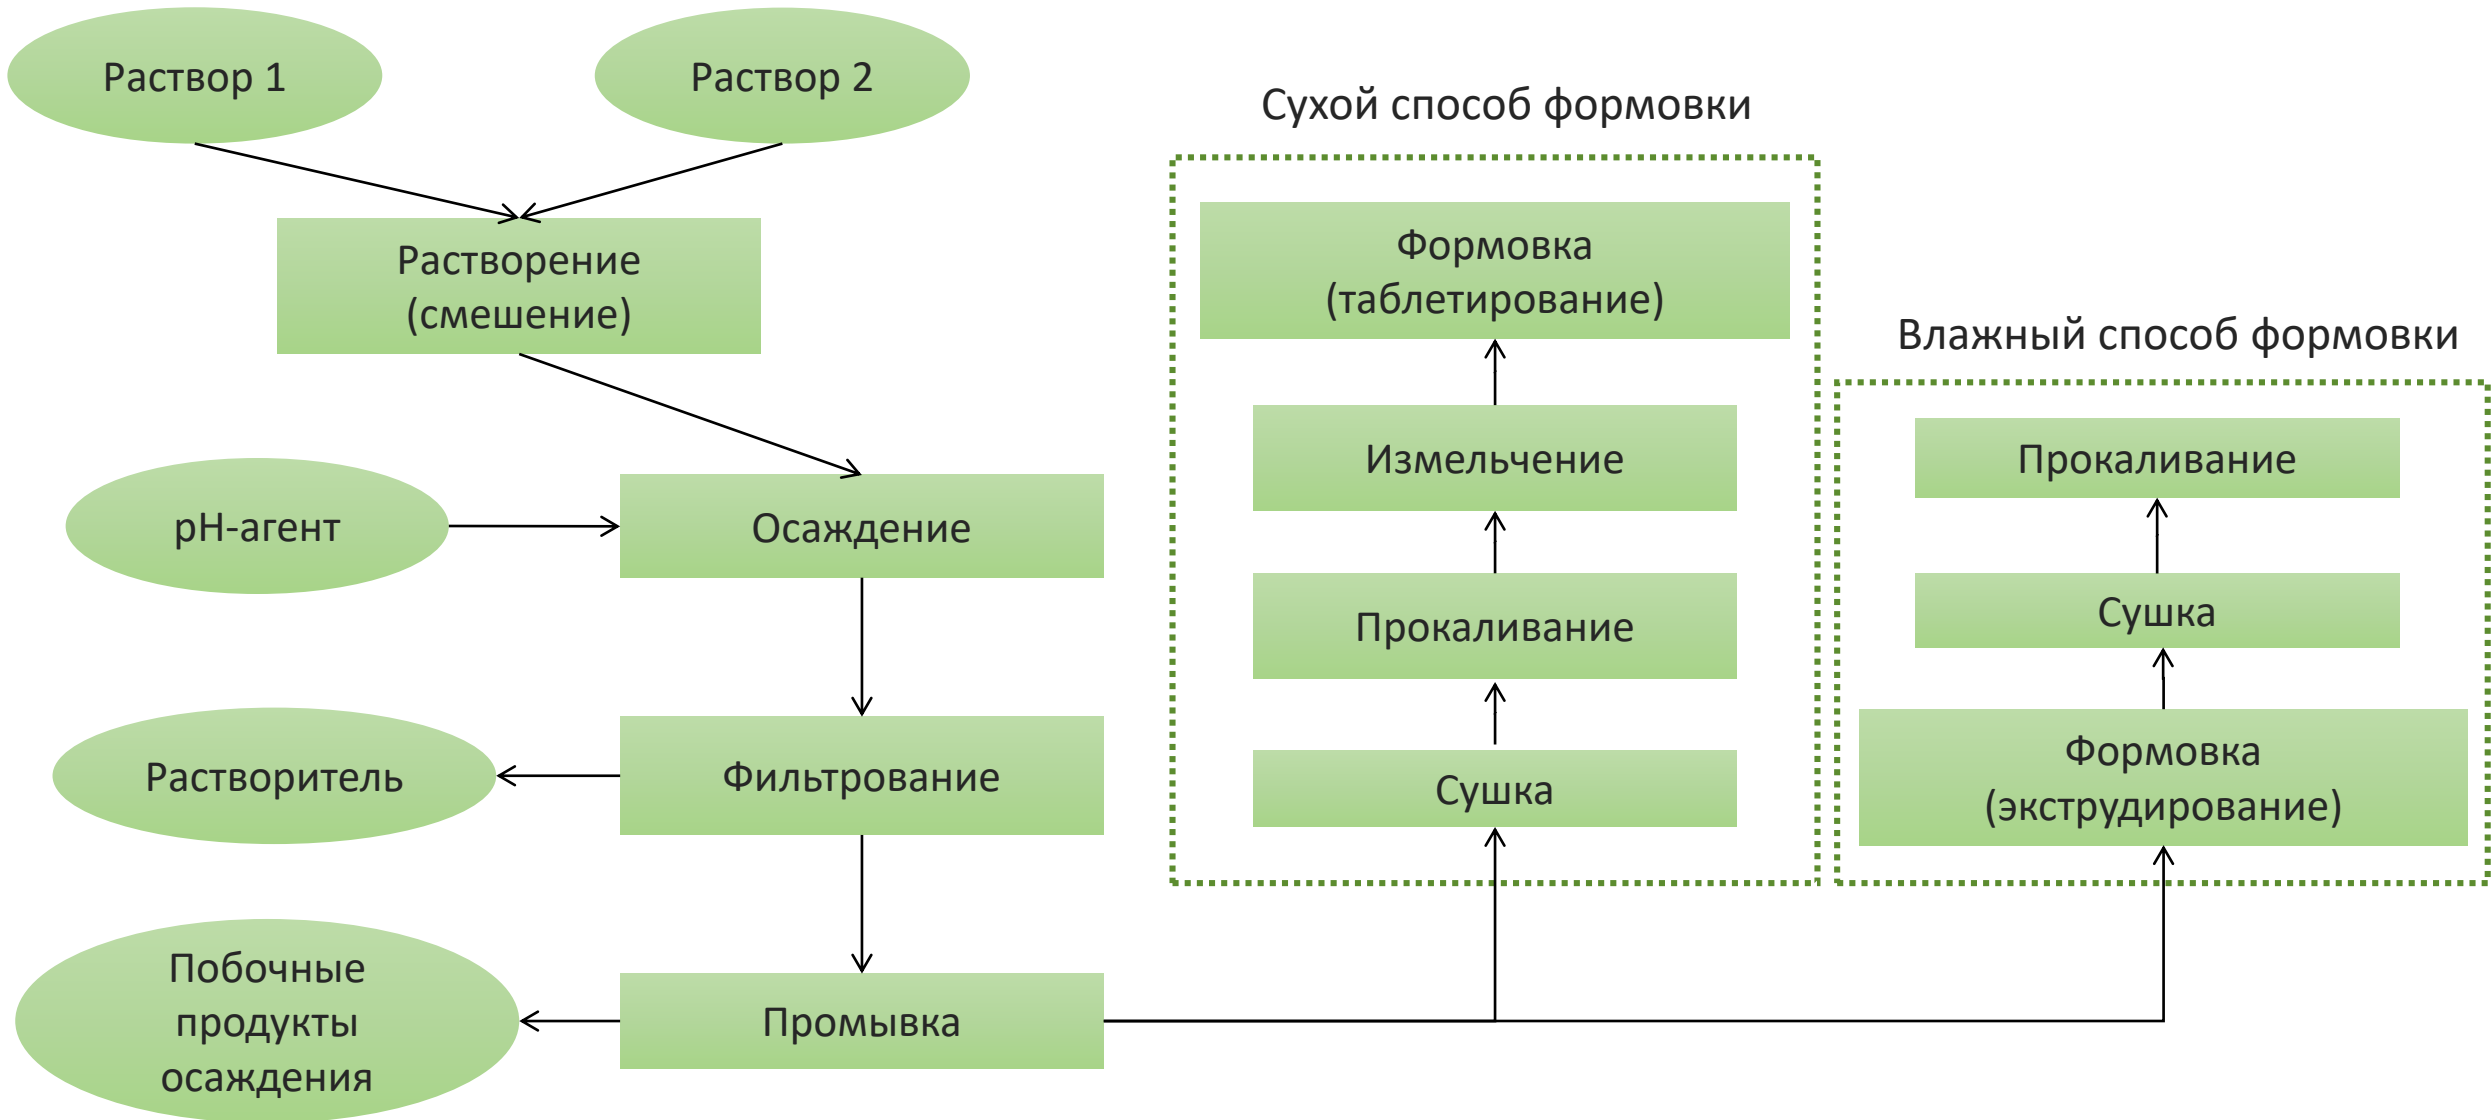 Раствор 1
Раствор 2
Растворение
(смешение)
pH-агент
Осаждение
Растворитель
Фильтрование
Побочные
продукты
осаждения
Промывка
Сухой способ формовки
Формовка
(таблетирование)
Измельчение
Прокаливание
Сушка
Влажный способ формовки
Прокаливание
Сушка
Формовка
(экструдирование)